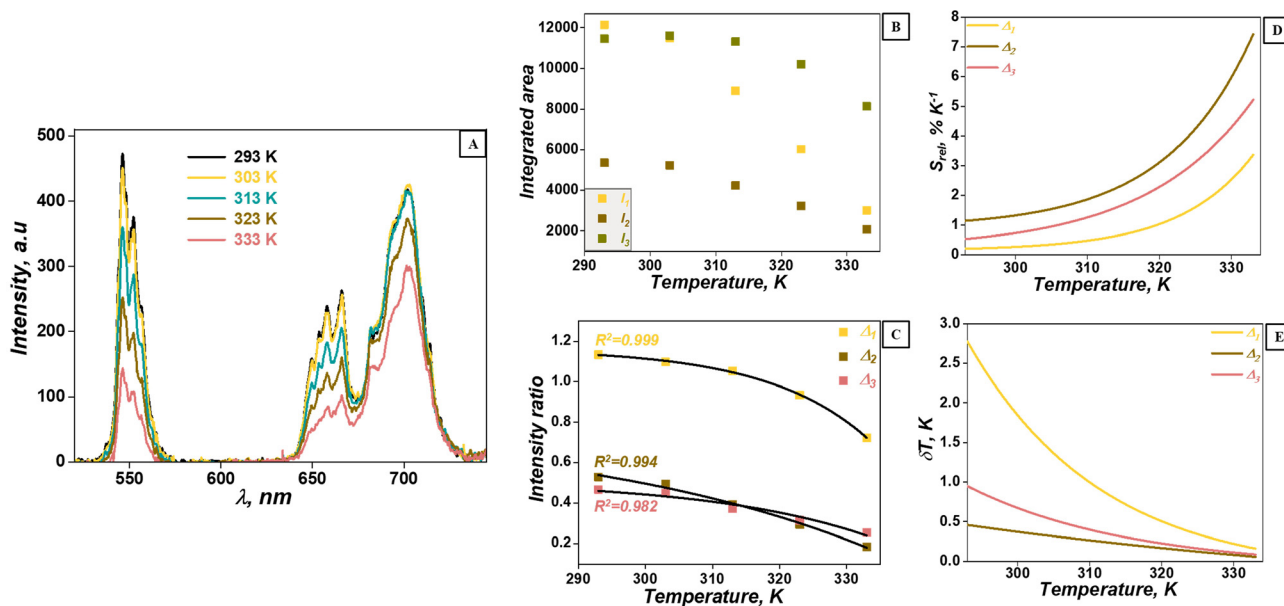 A
500
400
300
200
100
0
Intensity, a.u
293 K
303 K
313 K
323 K
333 K
550
600
650
700
λ, nm
B
12000
10000
8000
6000
4000
2000
Integrated area
I₁
I₂
I₃
290
300
310
320
330
Temperature, K
C
1.2
1.0
0.8
0.6
0.4
0.2
Intensity ratio
R²=0.999
R²=0.994
R²=0.982
Δ₁
Δ₂
Δ₃
290
300
310
320
330
Temperature, K
D
8
7
6
5
4
3
2
1
0
S_rel, % K⁻¹
Δ₁
Δ₂
Δ₃
300
310
320
330
Temperature, K
E
3.0
2.5
2.0
1.5
1.0
0.5
0.0
δT, K
Δ₁
Δ₂
Δ₃
300
310
320
330
Temperature, K